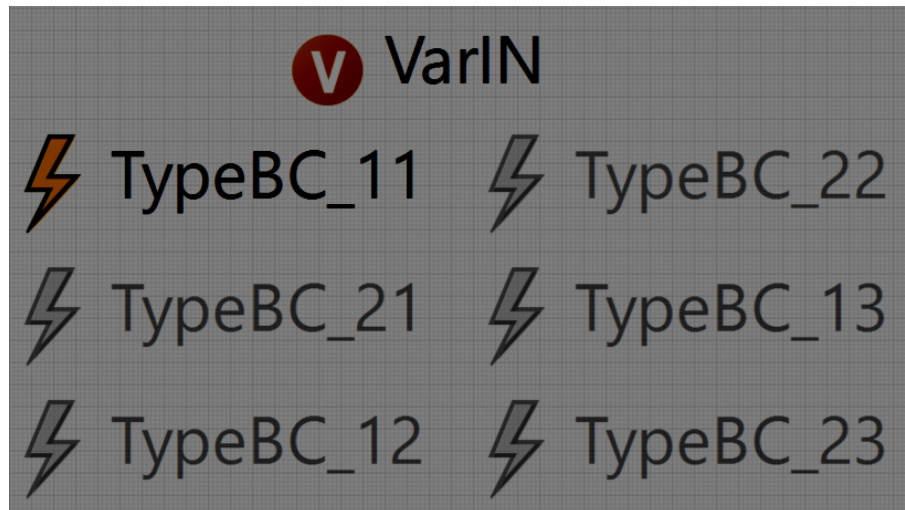 V VarIN
TypeBC_11 TypeBC_22
TypeBC_21 TypeBC_13
TypeBC_12 TypeBC_23